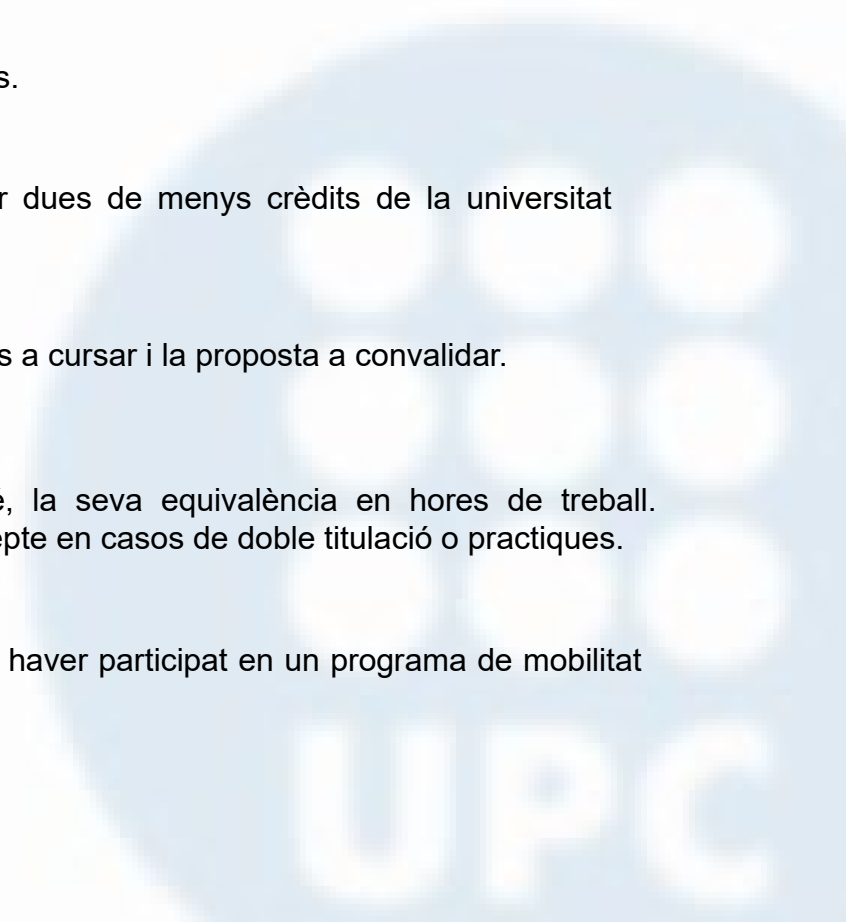 s.
r dues de menys crèdits de la universitat
s a cursar i la proposta a convalidar.
, la seva equivalència en hores de treball.
epte en casos de doble titulació o practiques.
haver participat en un programa de mobilitat
UPC